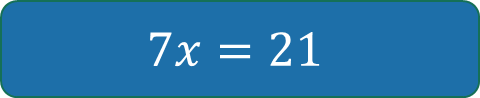 7x = 21